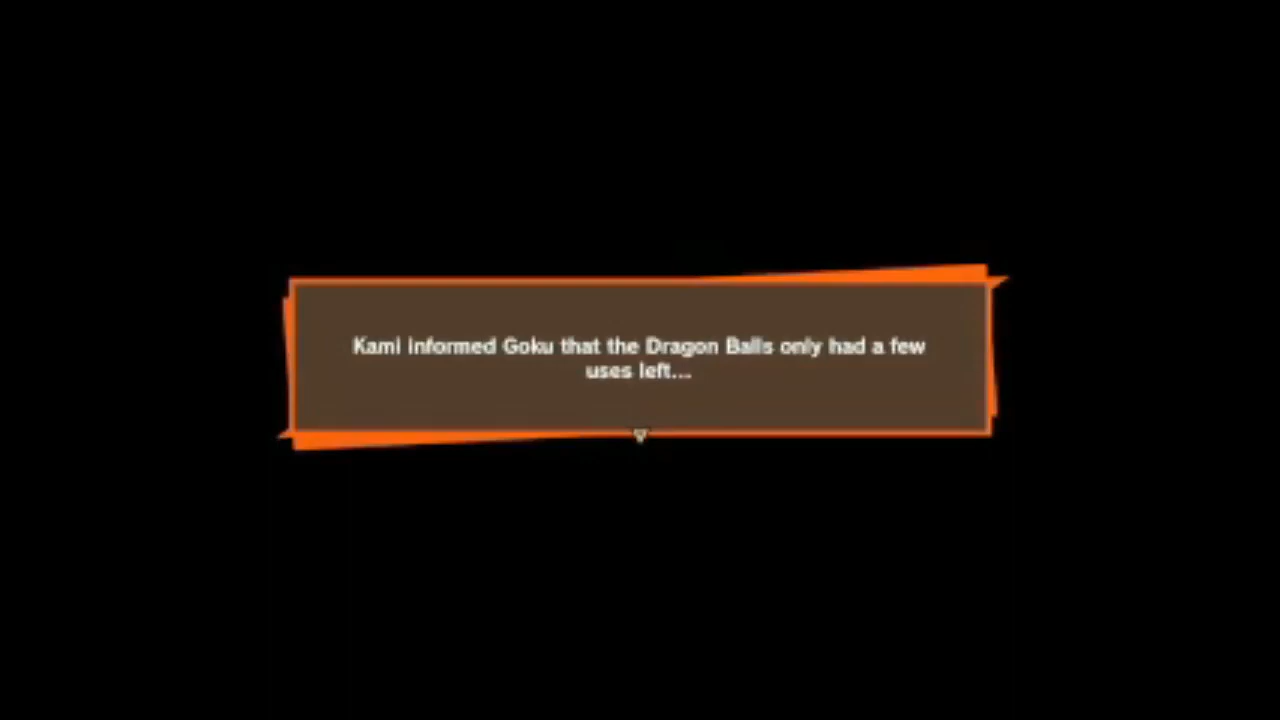 Kami informed Goku that the Dragon Balls only had a few
uses left...